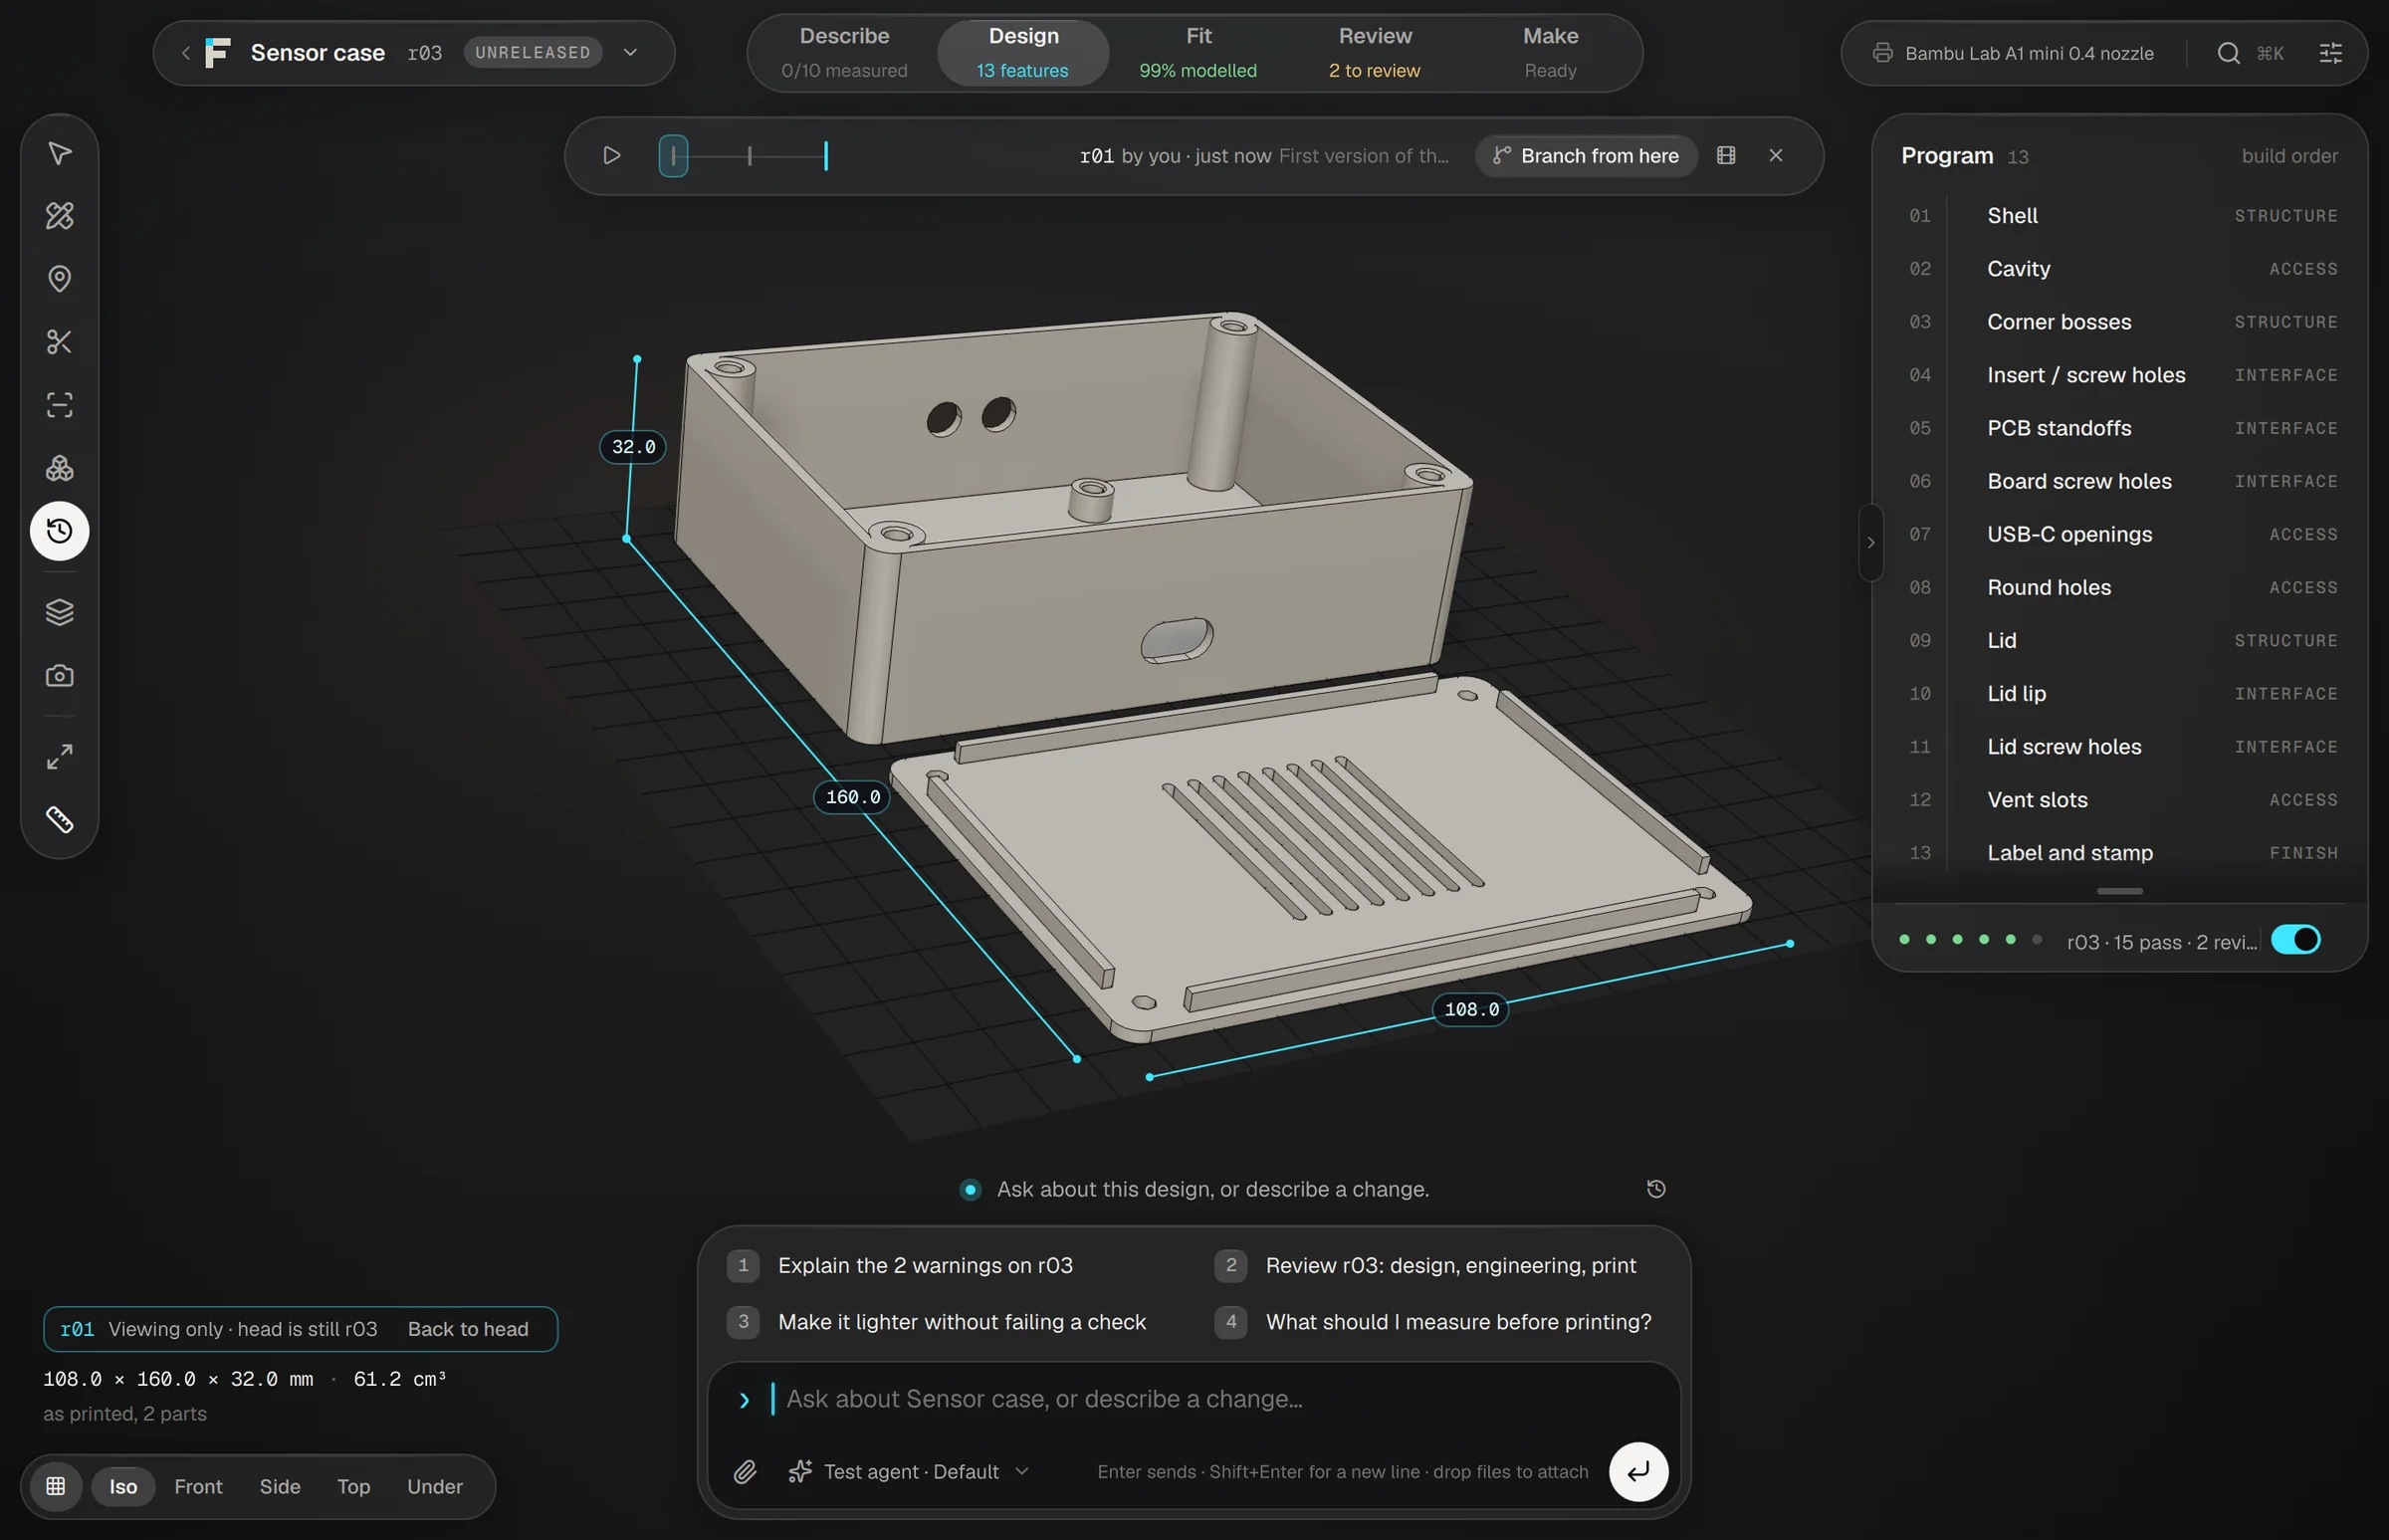 Sensor case r03 UNRELEASED
Describe
0/10 measured
Design
13 features
Fit
99% modelled
Review
2 to review
Make
Ready
Bambu Lab A1 mini 0.4 nozzle ⌘K
r01 by you · just now First version of th... Branch from here
Program 13 build order
01 Shell STRUCTURE
02 Cavity ACCESS
03 Corner bosses STRUCTURE
04 Insert / screw holes INTERFACE
05 PCB standoffs INTERFACE
06 Board screw holes INTERFACE
07 USB-C openings ACCESS
08 Round holes ACCESS
09 Lid STRUCTURE
10 Lid lip INTERFACE
11 Lid screw holes INTERFACE
12 Vent slots ACCESS
13 Label and stamp FINISH
r03 · 15 pass · 2 revi...
32.0
160.0
108.0
Ask about this design, or describe a change.
1 Explain the 2 warnings on r03
2 Review r03: design, engineering, print
3 Make it lighter without failing a check
4 What should I measure before printing?
Ask about Sensor case, or describe a change...
Test agent · Default
Enter sends · Shift+Enter for a new line · drop files to attach
r01 Viewing only · head is still r03 Back to head
108.0 × 160.0 × 32.0 mm · 61.2 cm³
as printed, 2 parts
Iso Front Side Top Under